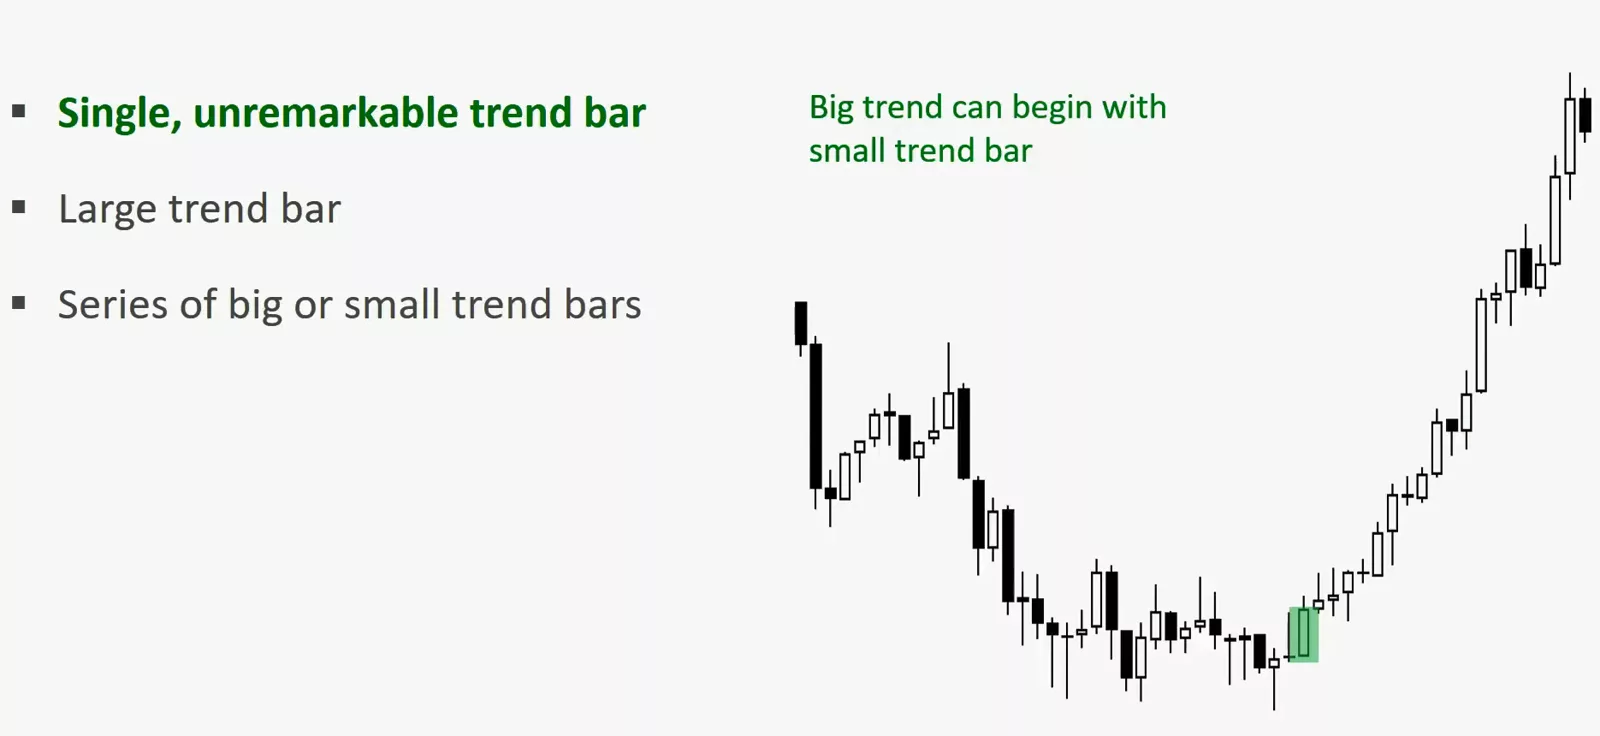 Single, unremarkable trend bar
Large trend bar
Series of big or small trend bars
Big trend can begin with
small trend bar